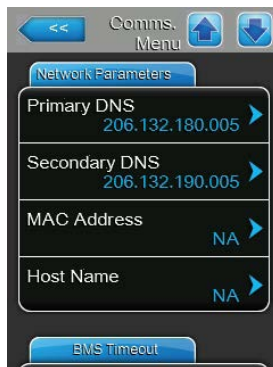 << Comms.
Menu
Network Parameters
Primary DNS
206.132.180.005
Secondary DNS
206.132.190.005
MAC Address
NA
Host Name
NA
BMS Timeout